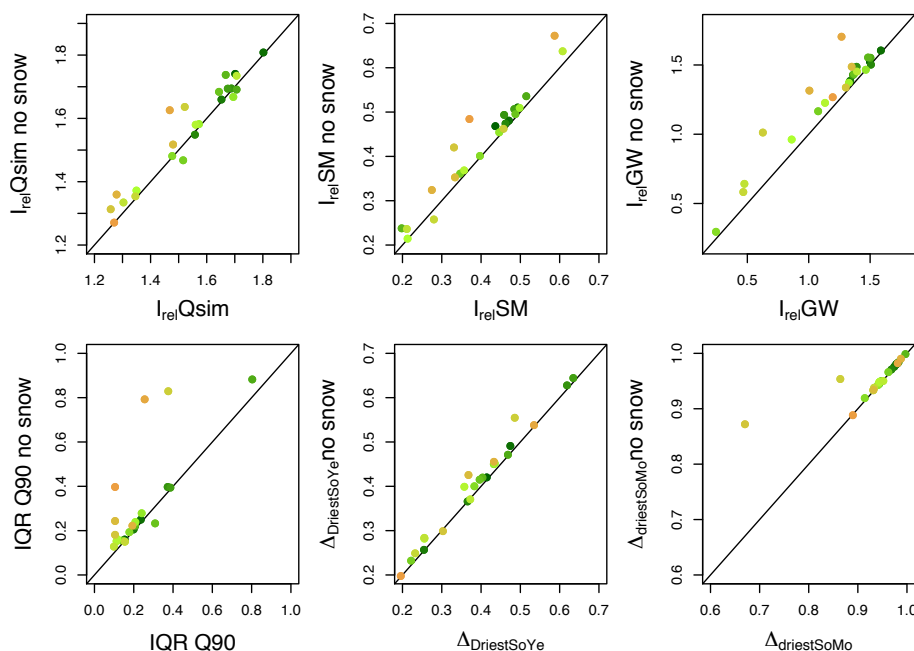 I_rel Qsim no snow
1.2 1.4 1.6 1.8
1.2 1.4 1.6 1.8
I_rel Qsim
I_rel SM no snow
0.2 0.3 0.4 0.5 0.6 0.7
0.2 0.3 0.4 0.5 0.6 0.7
I_rel SM
I_rel GW no snow
0.5 1.0 1.5
0.5 1.0 1.5
I_rel GW
IQR Q90 no snow
0.0 0.2 0.4 0.6 0.8 1.0
0.0 0.2 0.4 0.6 0.8 1.0
IQR Q90
Δ_DriestSoYe no snow
0.2 0.3 0.4 0.5 0.6 0.7
0.2 0.3 0.4 0.5 0.6 0.7
Δ_DriestSoYe
Δ_driestSoMo no snow
0.6 0.7 0.8 0.9 1.0
0.6 0.7 0.8 0.9 1.0
Δ_driestSoMo